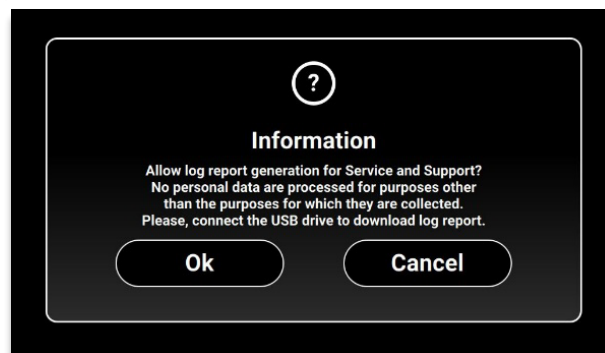 ?
Information
Allow log report generation for Service and Support?
No personal data are processed for purposes other
than the purposes for which they are collected.
Please, connect the USB drive to download log report.
Ok Cancel